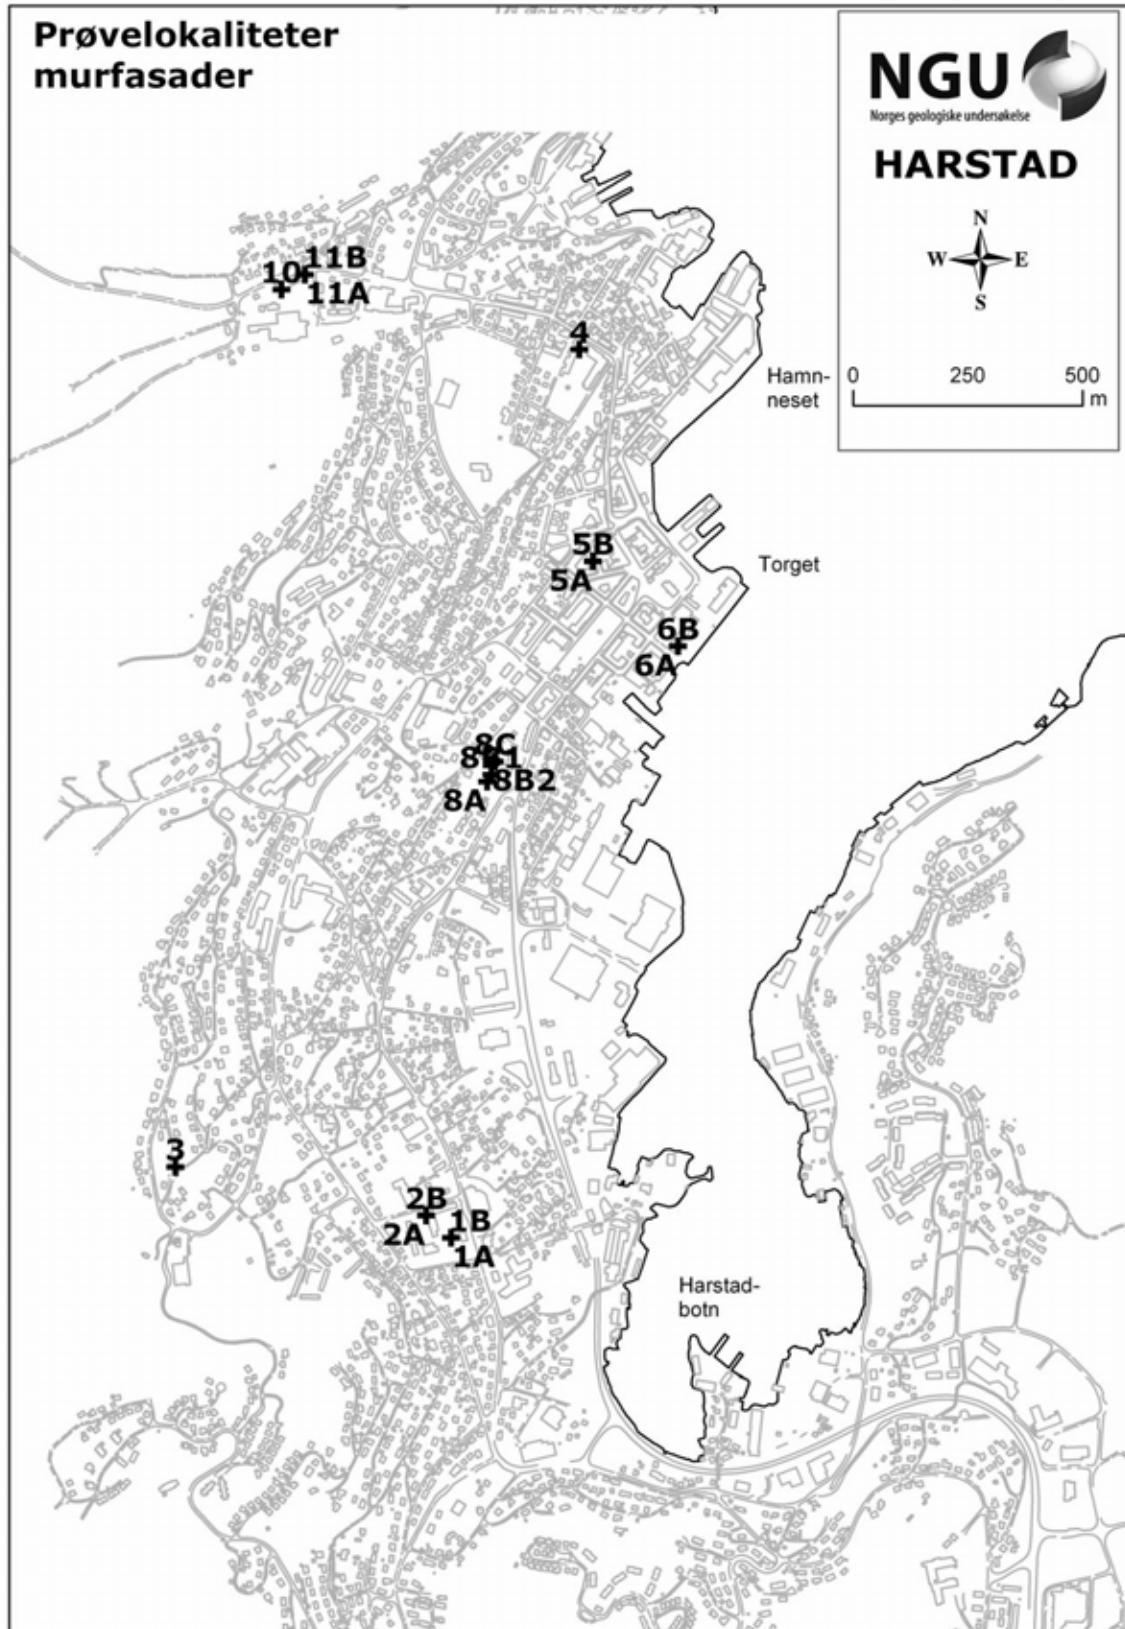 Prøvelokaliteter
murfasader
NGU
Norges geologiske undersøkelse
HARSTAD
N
W E
S
0 250 500
m
11B
10
11A
4
Hamn-
neset
5B
Torget
5A
6B
6A
8C
8B1
8B2
8A
3
2B
1B
2A
1A
Harstad-
botn